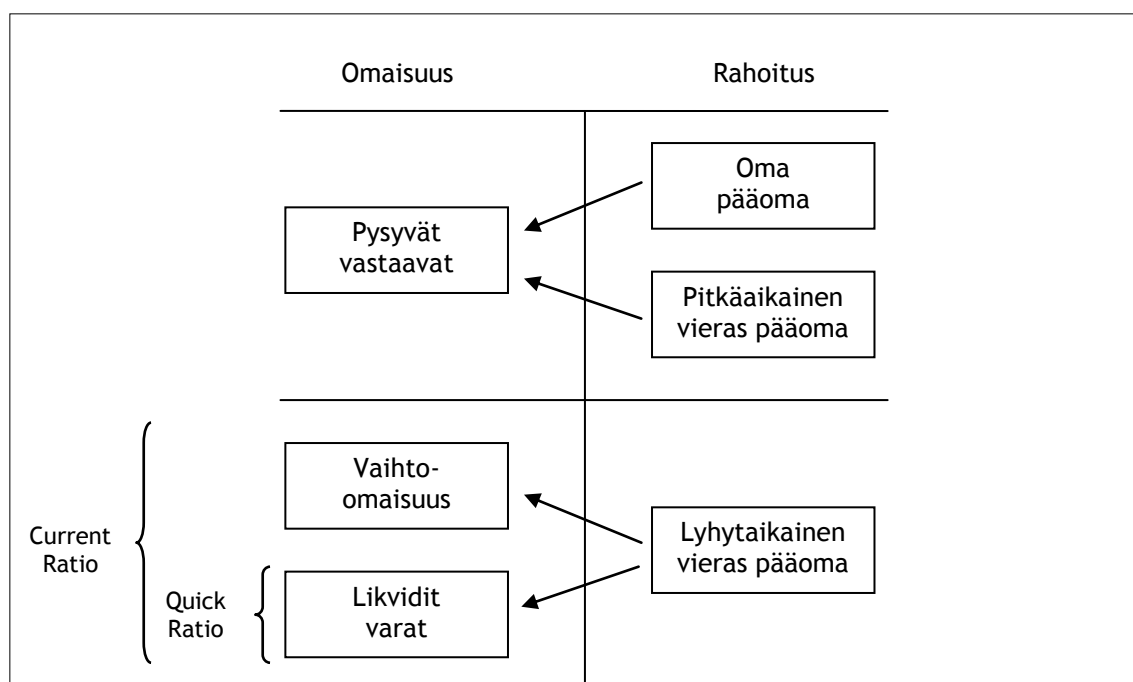 Omaisuus
Rahoitus
Oma
pääoma
Pysyvät
vastaavat
Pitkäaikainen
vieras pääoma
Vaihto-
omaisuus
Current
Ratio
Lyhytaikainen
vieras pääoma
Quick
Ratio
Likvidit
varat